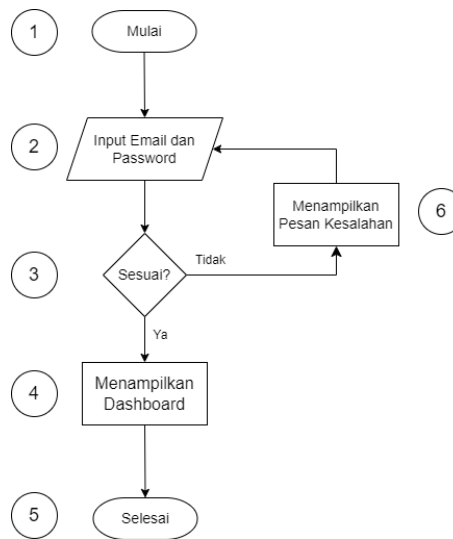 1
Mulai
2
Input Email dan
Password
6
Menampilkan
Pesan Kesalahan
3
Sesuai?
Tidak
Ya
4
Menampilkan
Dashboard
5
Selesai